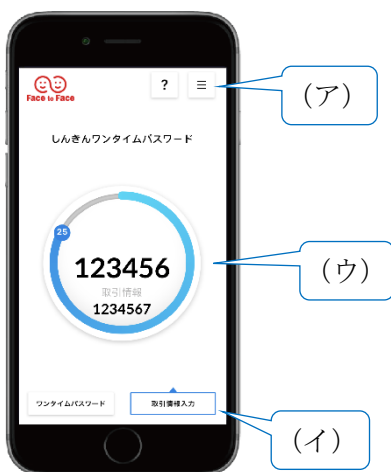 Face to Face
?
(ア)
しんきんワンタイムパスワード
25
123456
取引情報
1234567
(ウ)
ワンタイムパスワード
取引情報入力
(イ)